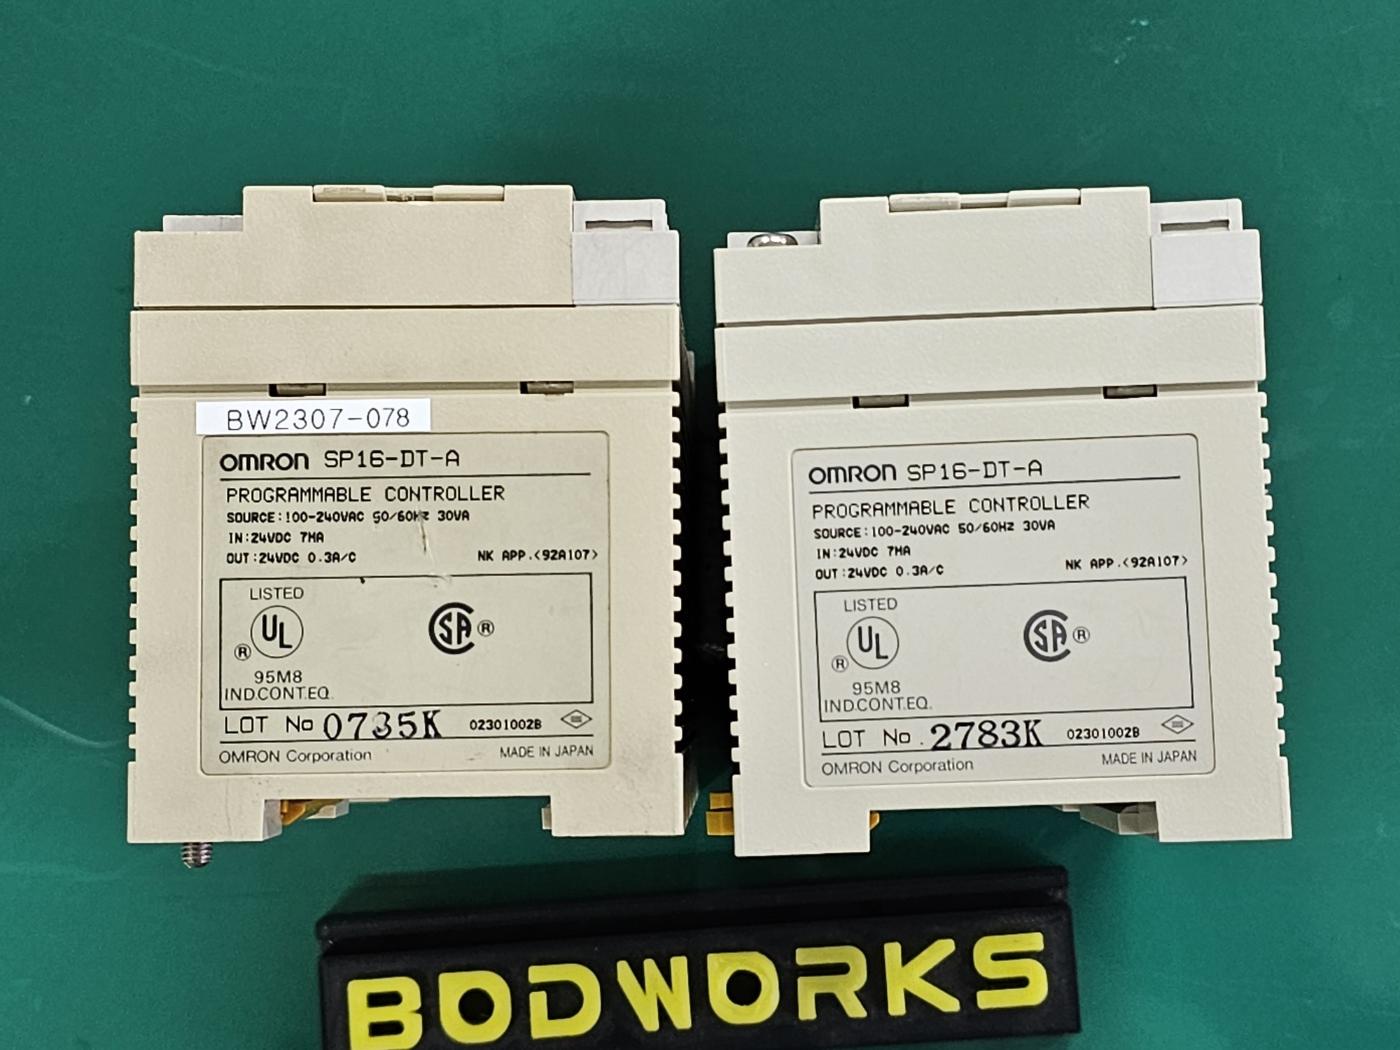 BW2307-078
OMRON SP16-DT-A
PROGRAMMABLE CONTROLLER
SOURCE:100-240VAC 50/60Hz 30VA
IN:24VDC 7MA
OUT:24VDC 0.3A/C NK APP.<92A107>
LISTED
UL
SA ®
®
95M8
IND.CONT.EQ.
LOT No 0735K 02301002B
OMRON Corporation MADE IN JAPAN
OMRON SP16-DT-A
PROGRAMMABLE CONTROLLER
SOURCE:100-240VAC 50/60Hz 30VA
IN:24VDC 7MA
OUT:24VDC 0.3A/C NK APP.<92A107>
LISTED
UL
SA ®
®
95M8
IND.CONT.EQ.
LOT No. 2783K 02301002B
OMRON Corporation MADE IN JAPAN
BODWORKS